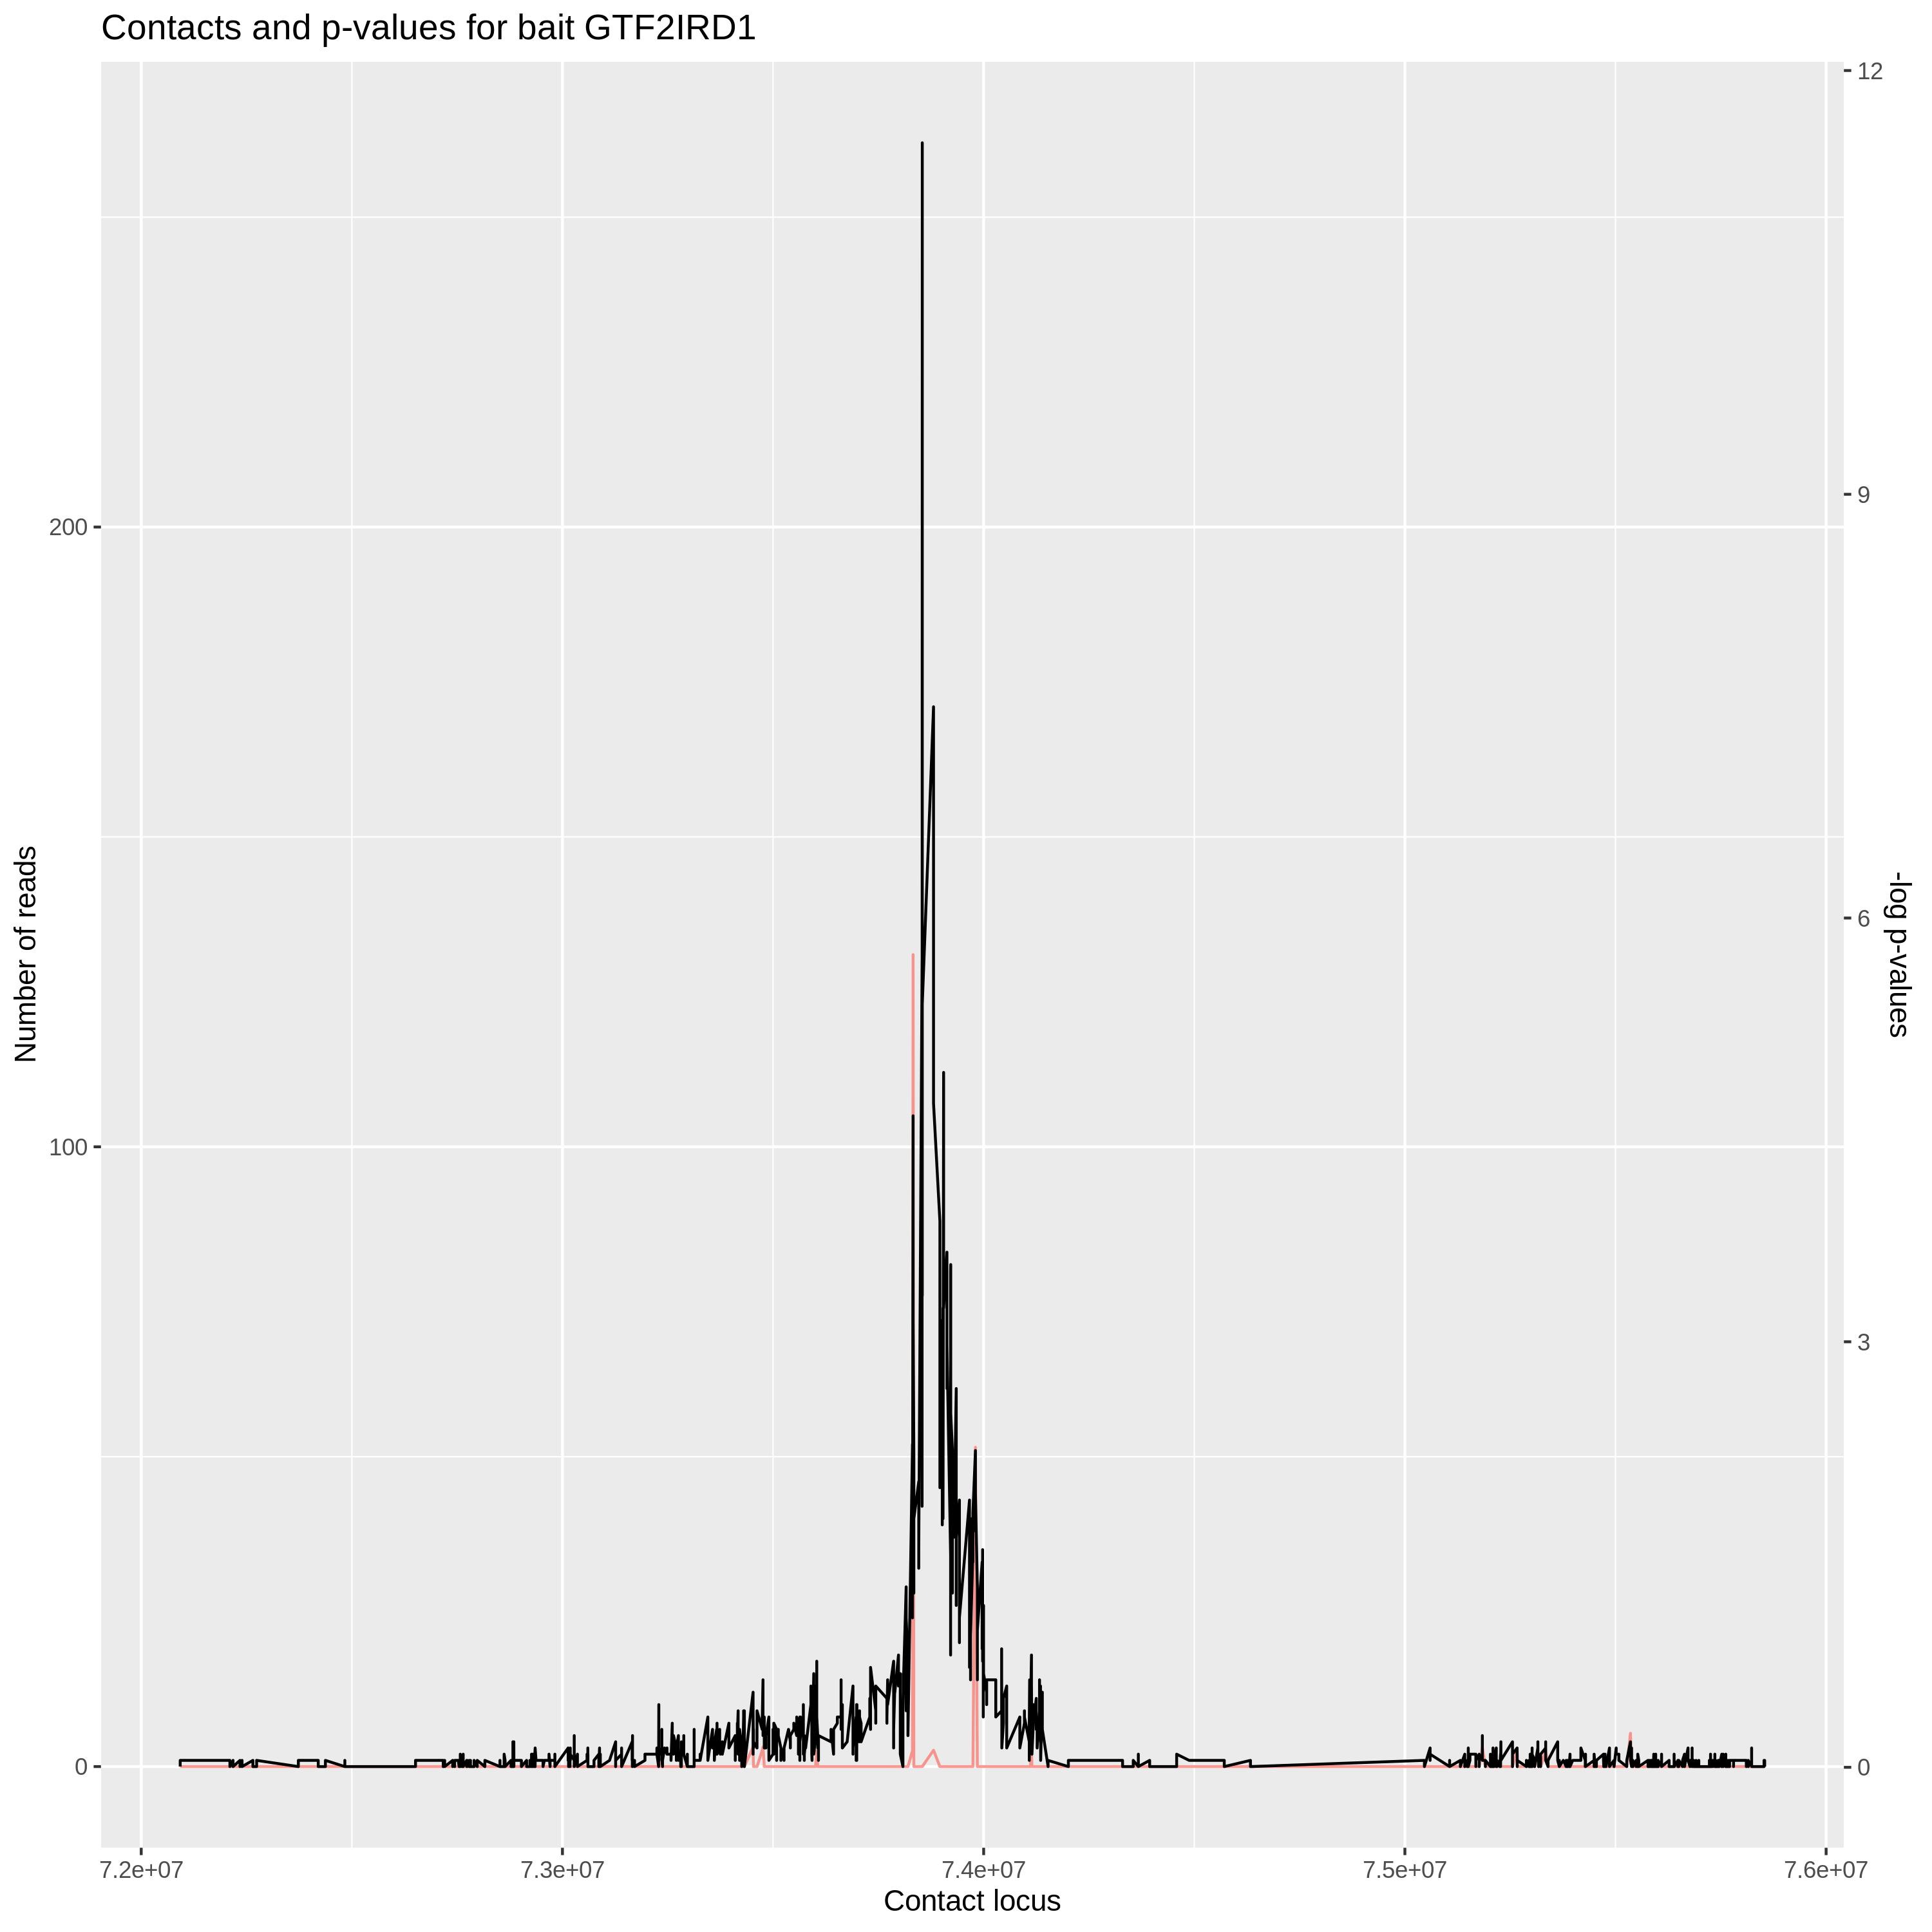 Contacts and p-values for bait GTF2IRD1
12
200
9
Number of reads
6
-log p-values
100
3
0
0
7.2e+07
7.3e+07
7.4e+07
7.5e+07
7.6e+07
Contact locus